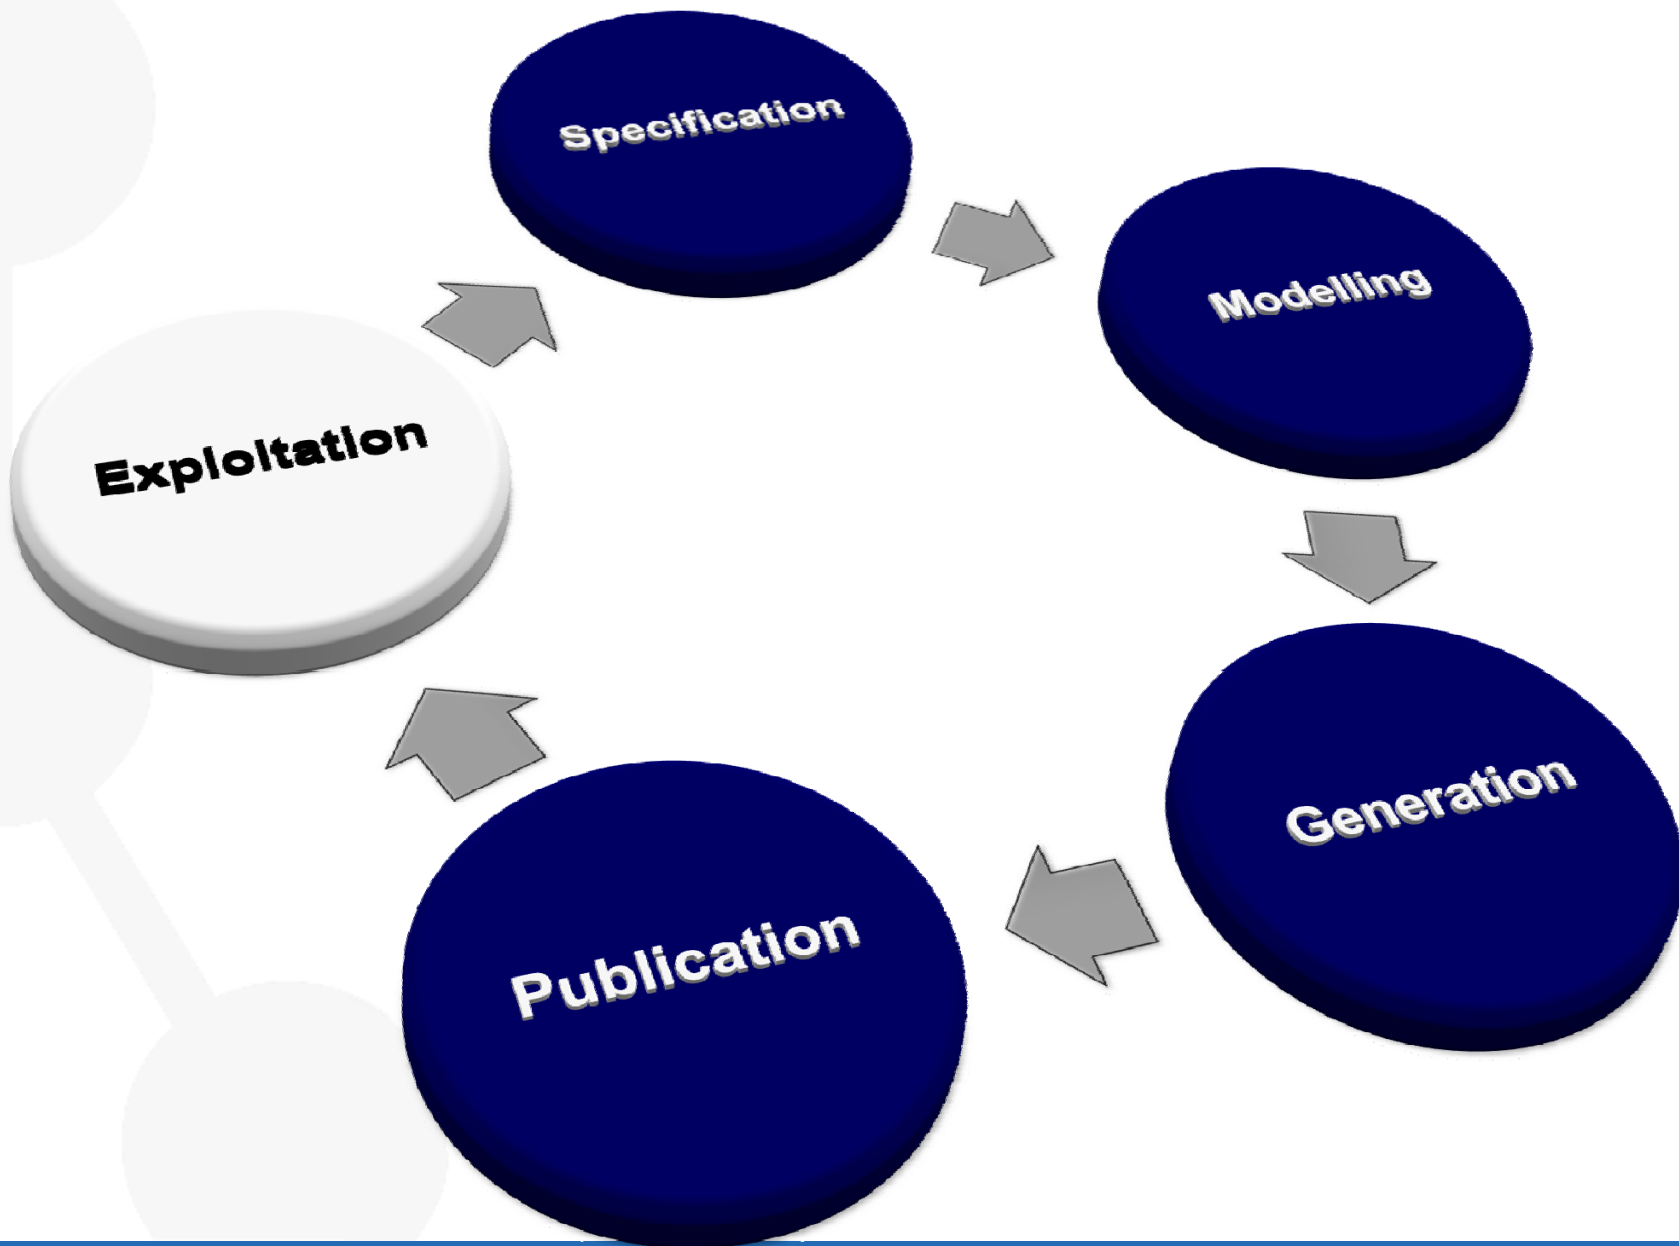 Specification
Modelling
Exploitation
Generation
Publication